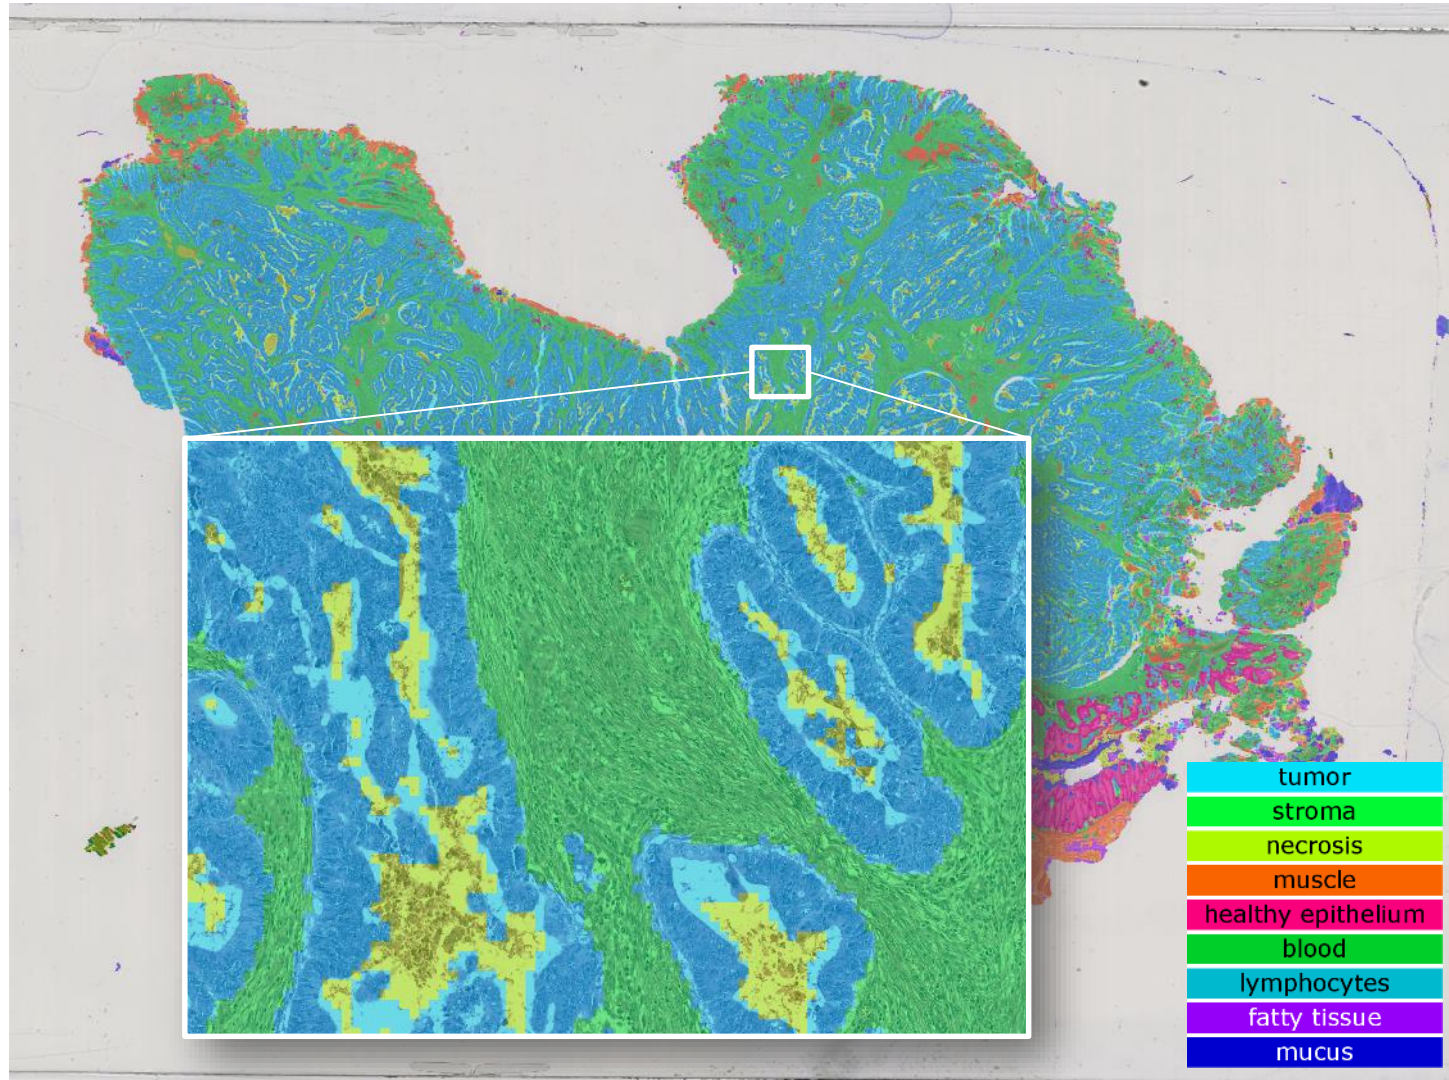 tumor
stroma
necrosis
muscle
healthy epithelium
blood
lymphocytes
fatty tissue
mucus